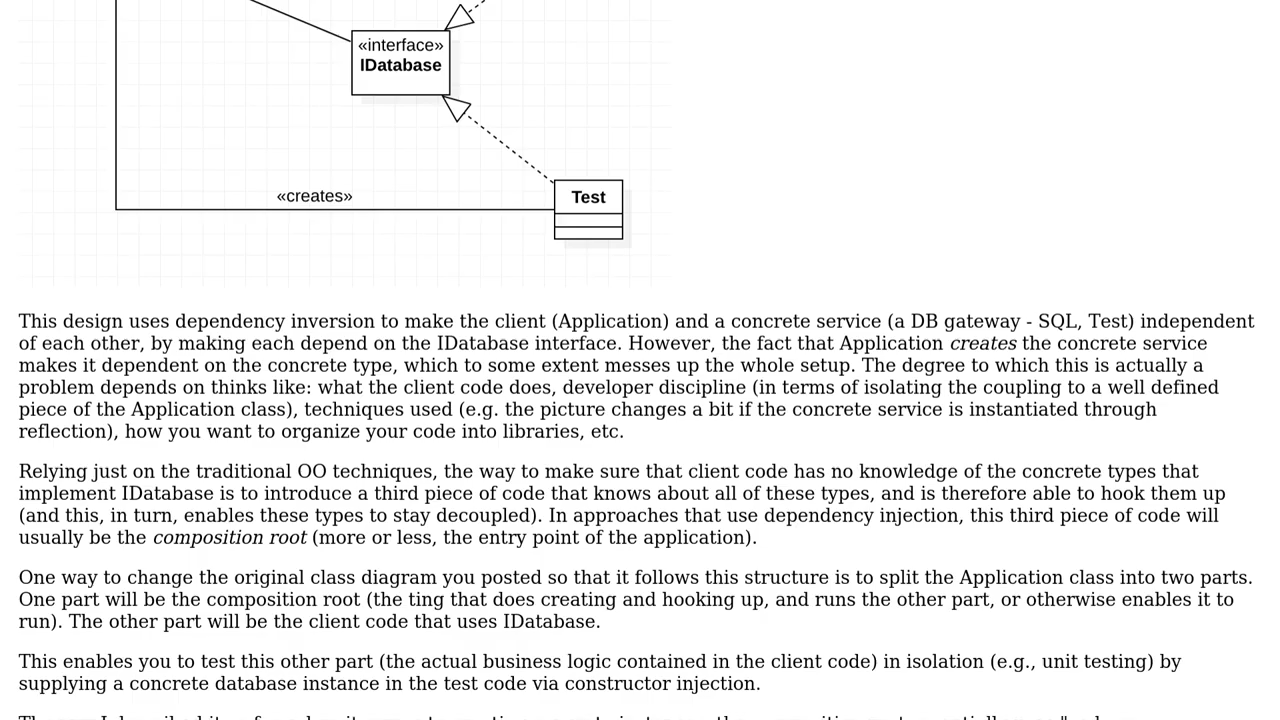 «interface»
IDatabase
«creates»
Test
This design uses dependency inversion to make the client (Application) and a concrete service (a DB gateway - SQL, Test) independent
of each other, by making each depend on the IDatabase interface. However, the fact that Application creates the concrete service
makes it dependent on the concrete type, which to some extent messes up the whole setup. The degree to which this is actually a
problem depends on thinks like: what the client code does, developer discipline (in terms of isolating the coupling to a well defined
piece of the Application class), techniques used (e.g. the picture changes a bit if the concrete service is instantiated through
reflection), how you want to organize your code into libraries, etc.
Relying just on the traditional OO techniques, the way to make sure that client code has no knowledge of the concrete types that
implement IDatabase is to introduce a third piece of code that knows about all of these types, and is therefore able to hook them up
(and this, in turn, enables these types to stay decoupled). In approaches that use dependency injection, this third piece of code will
usually be the composition root (more or less, the entry point of the application).
One way to change the original class diagram you posted so that it follows this structure is to split the Application class into two parts.
One part will be the composition root (the ting that does creating and hooking up, and runs the other part, or otherwise enables it to
run). The other part will be the client code that uses IDatabase.
This enables you to test this other part (the actual business logic contained in the client code) in isolation (e.g., unit testing) by
supplying a concrete database instance in the test code via constructor injection.